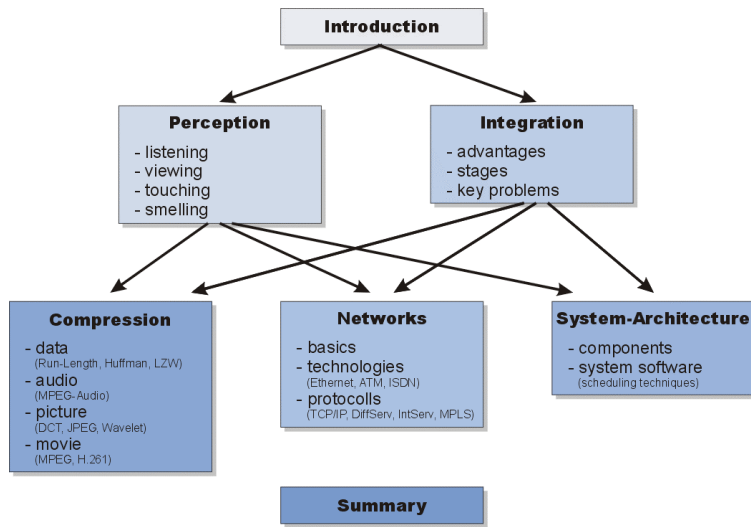 Introduction
Perception
- listening
- viewing
- touching
- smelling
Integration
- advantages
- stages
- key problems
Compression
- data
(Run-Length, Huffman, LZW)
- audio
(MPEG-Audio)
- picture
(DCT, JPEG, Wavelet)
- movie
(MPEG, H.261)
Networks
- basics
- technologies
(Ethernet, ATM, ISDN)
- protocolls
(TCP/IP, DiffServ, IntServ, MPLS)
System-Architecture
- components
- system software
(scheduling techniques)
Summary